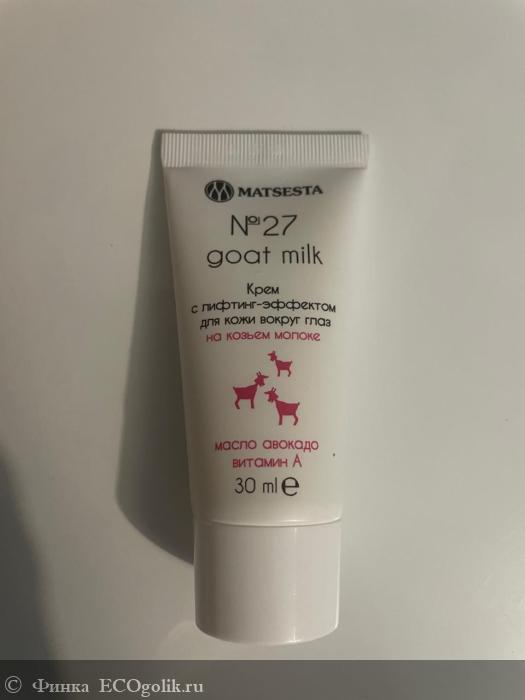 MATSESTA
№27
goat milk
Крем
с лифтинг-эффектом
для кожи вокруг глаз
на козьем молоке
масло авокадо
витамин А
30 ml e
© Финка ECOgolik.ru